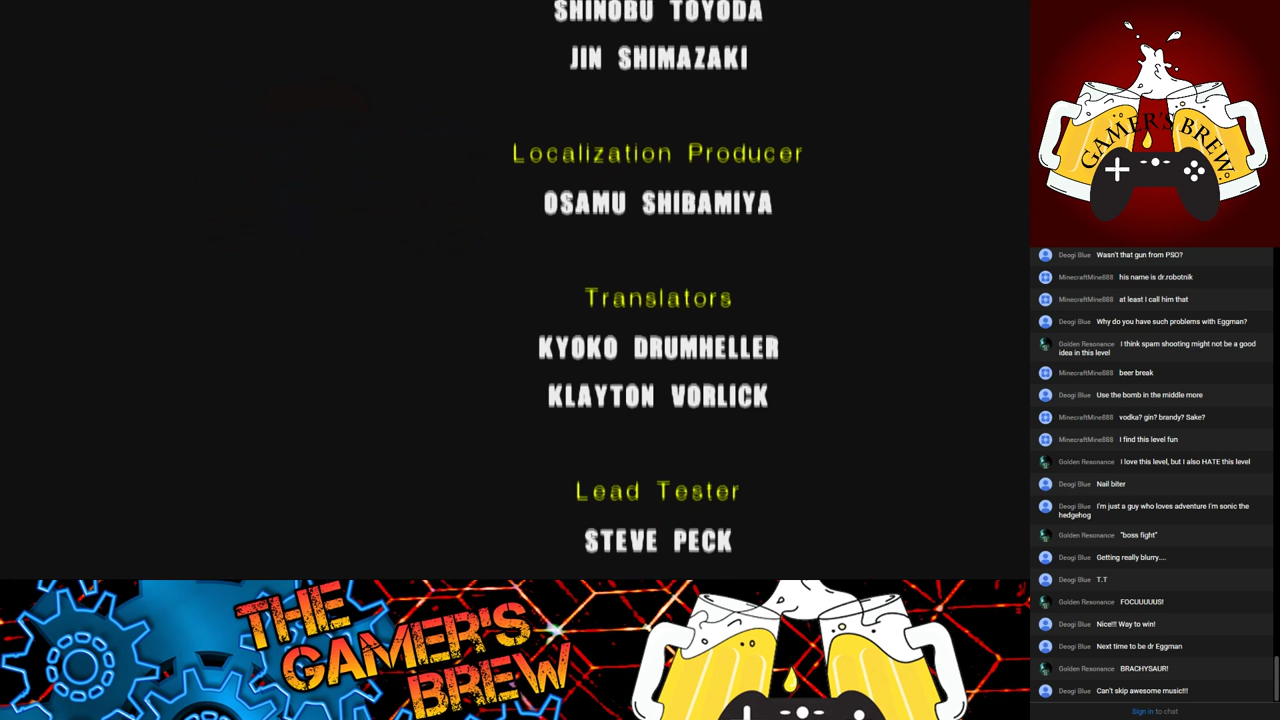 SHINOBU TOYODA
JIN SHIMAZAKI
Localization Producer
OSAMU SHIBAMIYA
Translators
KYOKO DRUMHELLER
KLAYTON VORLICK
Lead Tester
STEVE PECK
THE
GAMER'S
BREW
GAMER'S BREW
Deogi Blue Wasn't that gun from PSO?
MinecraftMine888 his name is dr.robotnik
MinecraftMine888 at least I call him that
Deogi Blue Why do you have such problems with Eggman?
Golden Resonance I think spam shooting might not be a good
idea in this level
MinecraftMine888 beer break
Deogi Blue Use the bomb in the middle more
MinecraftMine888 vodka? gin? brandy? Sake?
MinecraftMine888 I find this level fun
Golden Resonance I love this level, but I also HATE this level
Deogi Blue Nail biter
Deogi Blue I'm just a guy who loves adventure I'm sonic the
hedgehog
Golden Resonance "boss fight"
Deogi Blue Getting really blurry....
Deogi Blue T.T
Golden Resonance FOCUUUUUS!
Deogi Blue Nice!!! Way to win!
Deogi Blue Next time to be dr Eggman
Golden Resonance BRACHYSAUR!
Deogi Blue Can't skip awesome music!!!
Sign in to chat